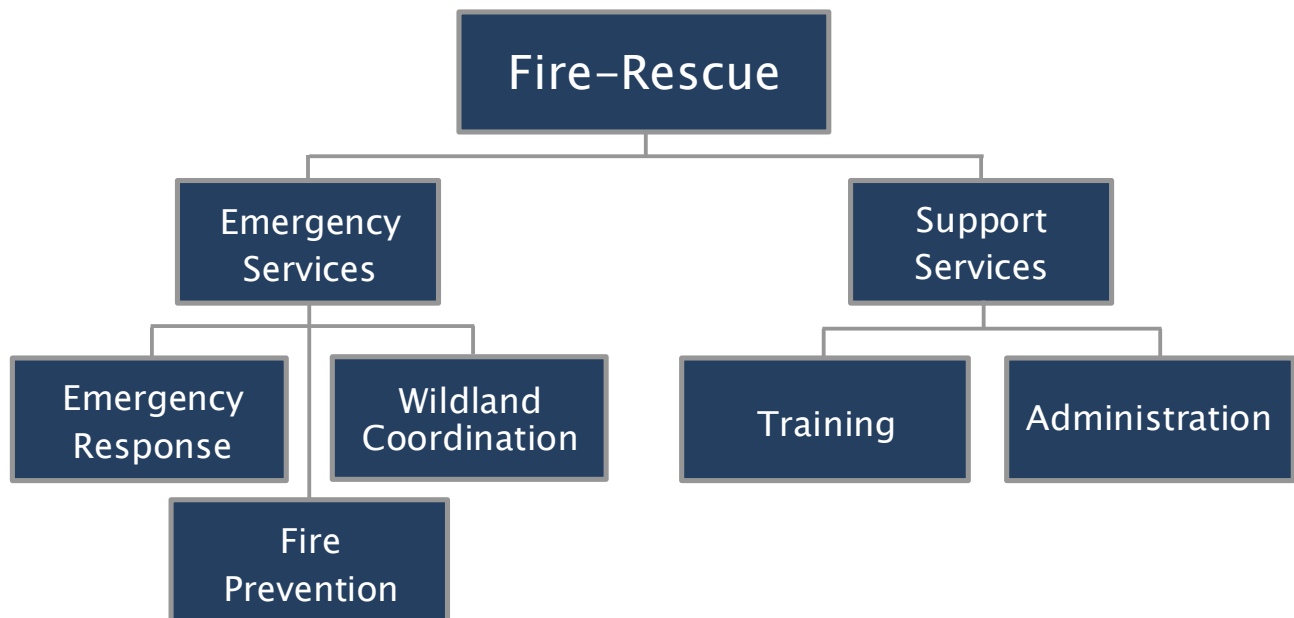 Fire-Rescue
Emergency
Services
Support
Services
Emergency
Response
Wildland
Coordination
Training
Administration
Fire
Prevention